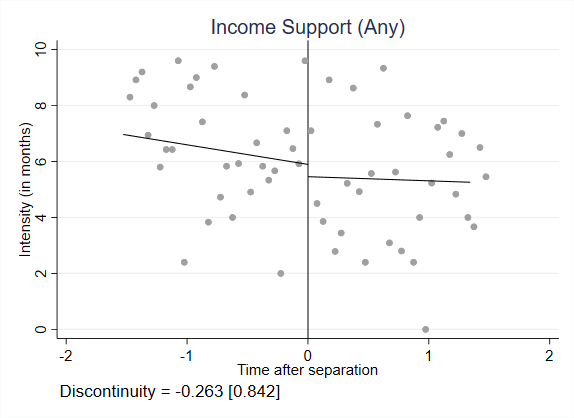 Income Support (Any)
Intensity (in months)
10
8
6
4
2
0
-2
-1
0
1
2
Time after separation
Discontinuity = -0.263 [0.842]